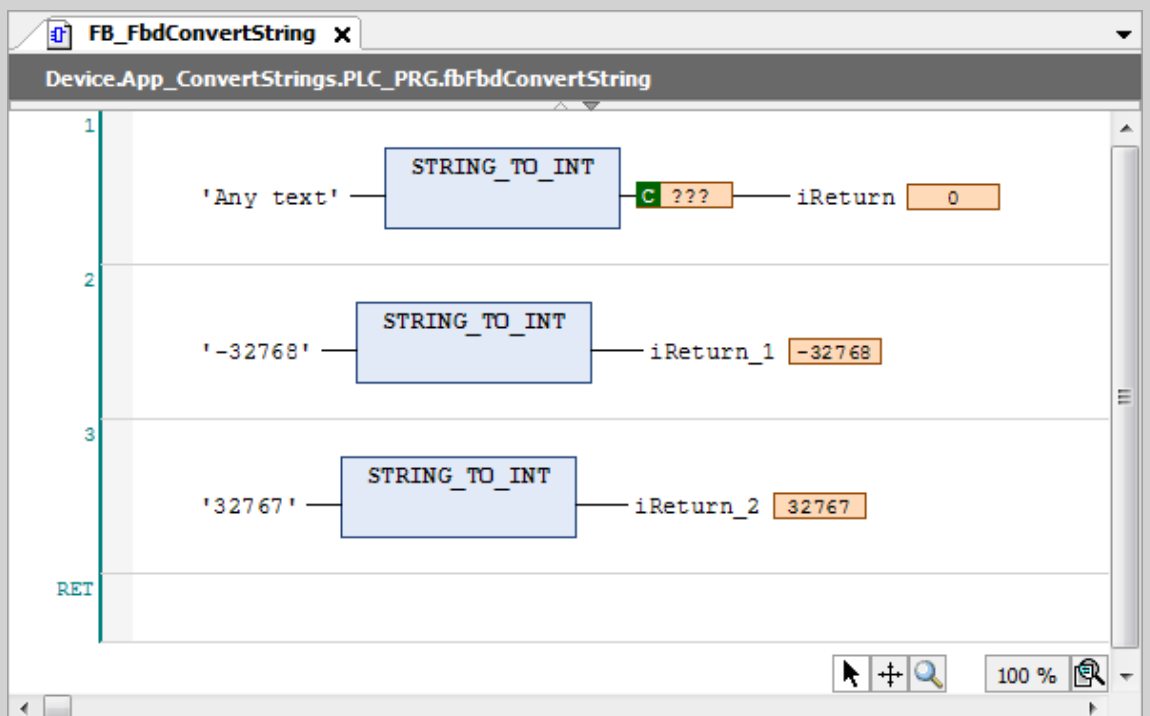 FB_FbdConvertString
Device.App_ConvertStrings.PLC_PRG.fbFbdConvertString
1
STRING_TO_INT
'Any text' C ??? iReturn 0
2
STRING_TO_INT
'-32768' iReturn_1 -32768
3
STRING_TO_INT
'32767' iReturn_2 32767
RET
100 %